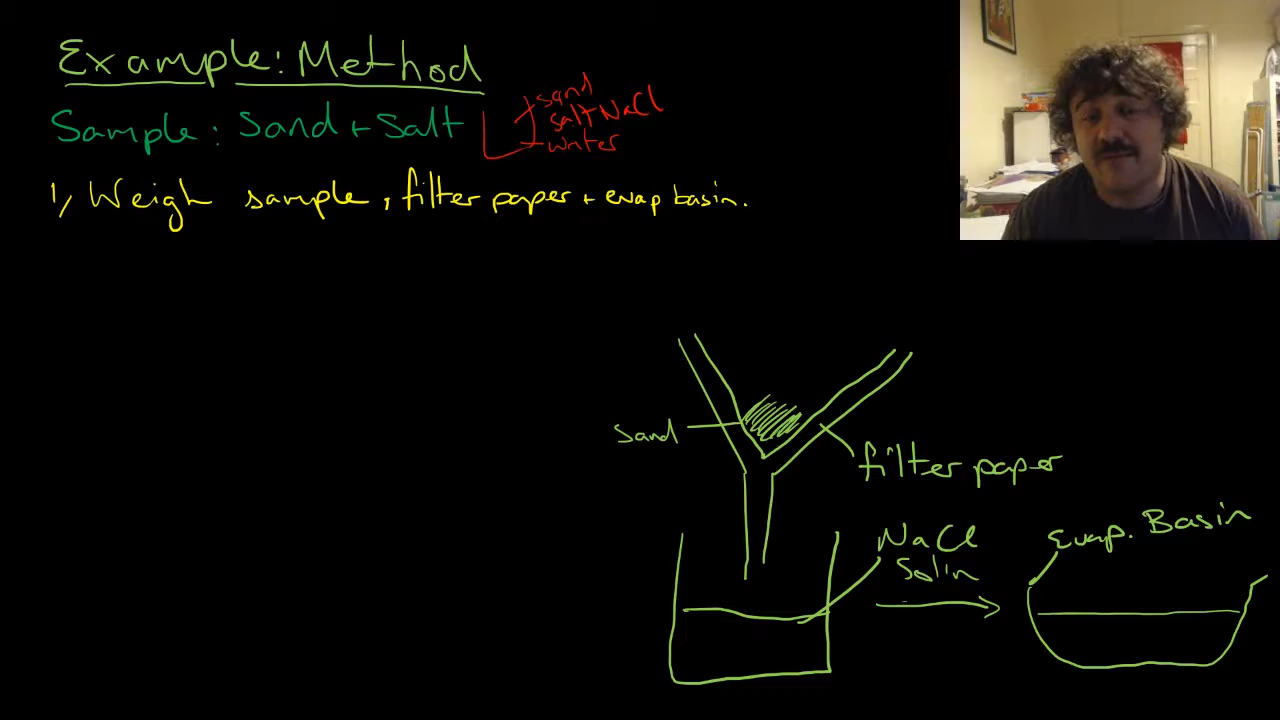 Example: Method
Sample: Sand + Salt
sand
salt NaCl
water
1, Weigh sample, filter paper + evap basin.
sand
filter paper
NaCl
Sol'n
Evap. Basin